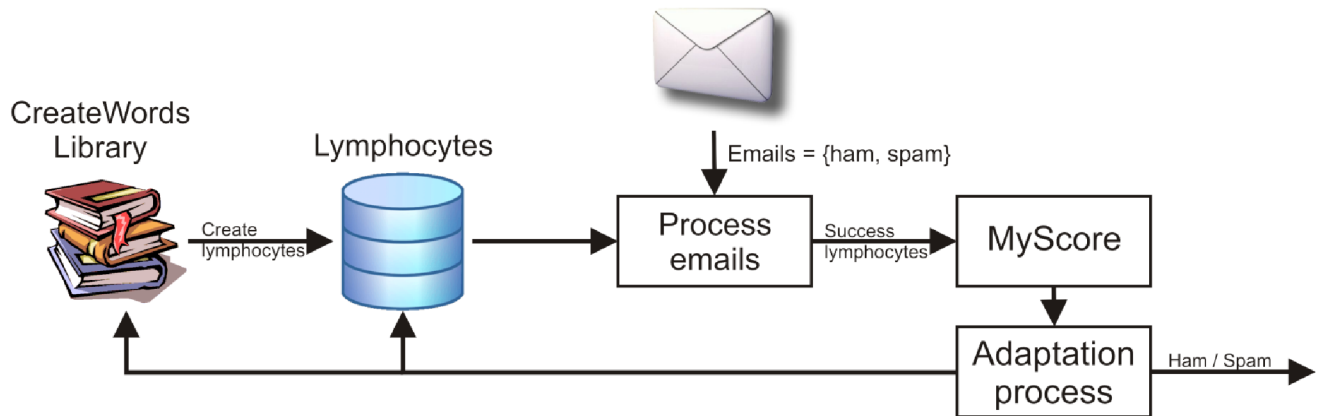 CreateWords
Library
Lymphocytes
Emails = {ham, spam}
Create
lymphocytes
Process
emails
Success
lymphocytes
MyScore
Adaptation
process
Ham / Spam